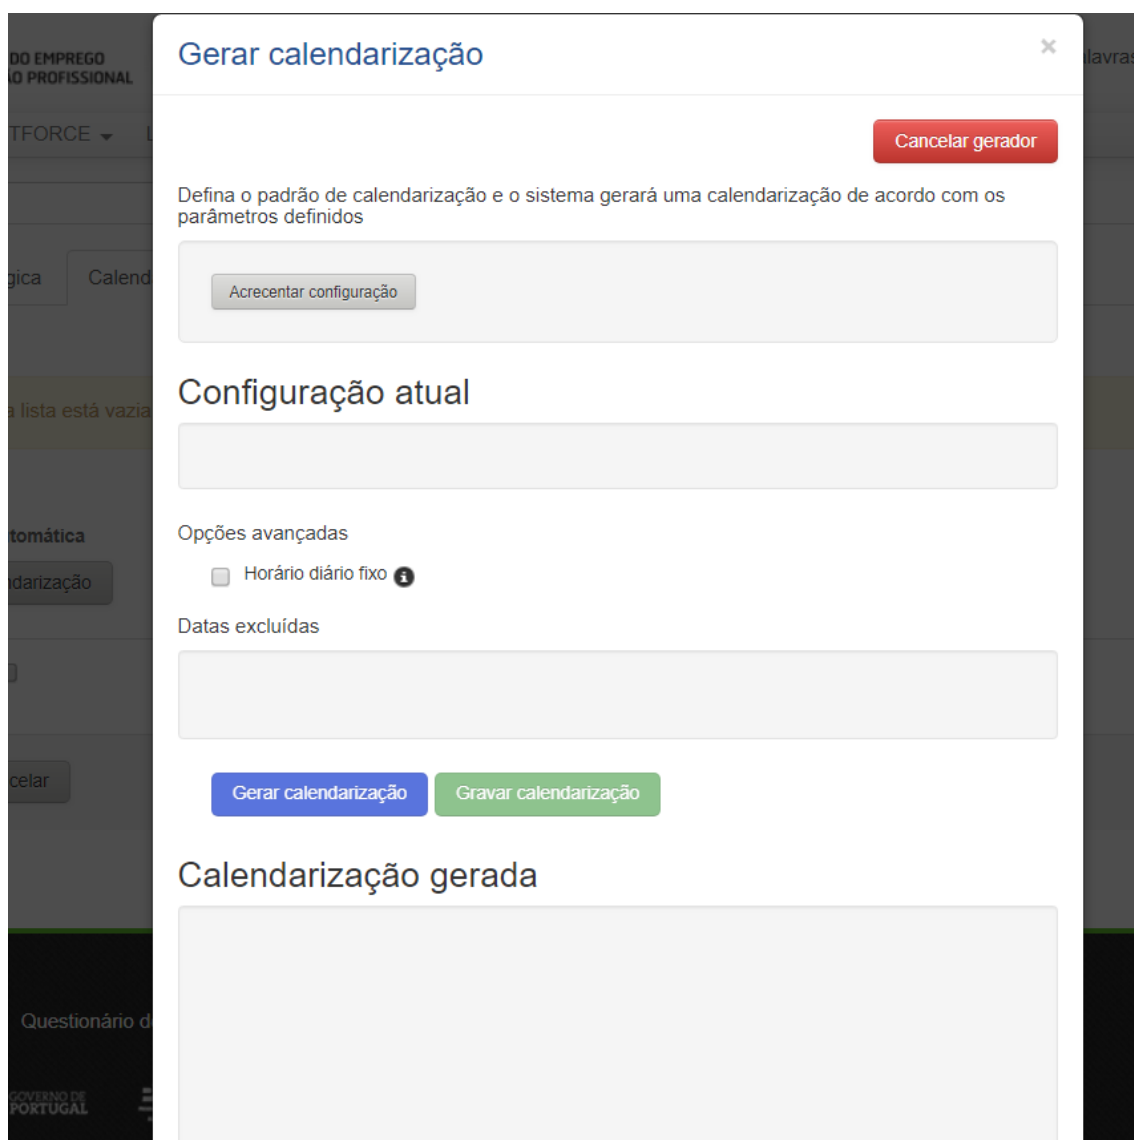 Gerar calendarização
×
DO EMPREGO
ÃO PROFISSIONAL
TFORCE
Cancelar gerador
Defina o padrão de calendarização e o sistema gerará uma calendarização de acordo com os
parâmetros definidos
gica
Calend
Acrecentar configuração
Configuração atual
a lista está vazia
Opções avançadas
tomática
Horário diário fixo
darização
Datas excluídas
celar
Gerar calendarização
Gravar calendarização
Calendarização gerada
Questionário d
GOVERNO DE
PORTUGAL